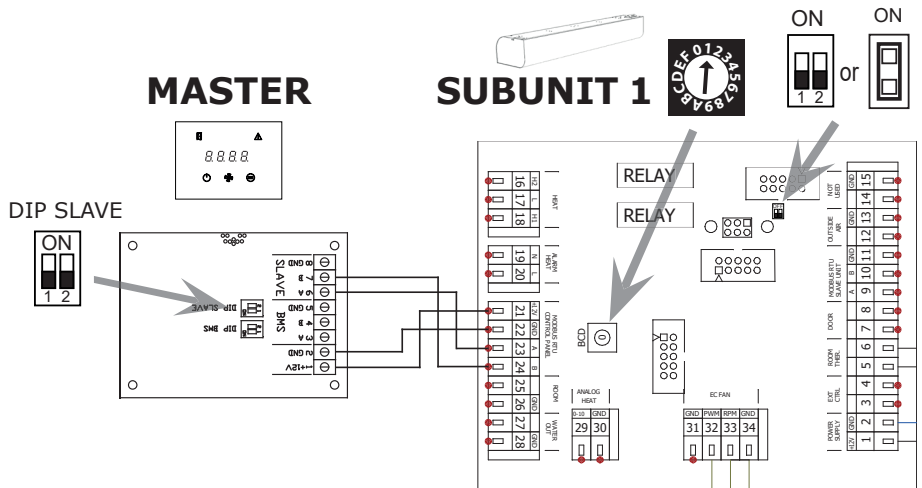 ON
ON
MASTER
SUBUNIT 1
0123456789ABCDEF
1 2
or
8.8.8.8.
DIP SLAVE
ON
1 2
SLAVE
8 GND
7 B
6 A
BMS
5 GND
4 B
3 A
2 GND
1 +12V
DIP SLAVE
DIP BMS
RELAY
RELAY
HEAT
16 H2
17 L
18 H1
ALARM HEAT
19 N
20 L
MODBUS RTU
CONTROL PANEL
21 +12V
22 GND
23 A
24 B
ROOM
25
26 GND
WATER
OUT
27
28 GND
BCD
0
ANALOG
HEAT
0-10 GND
29 30
EC FAN
GND PWM RPM GND
31 32 33 34
NOT
USED
GND 15
14
OUTSIDE
AIR
GND 13
12
MODBUS RTU
SLAVE UNIT
GND 11
B 10
A 9
DOOR
8
7
ROOM
THER.
6
5
EXT
CTRL
4
3
POWER
SUPPLY
GND 2
+12V 1